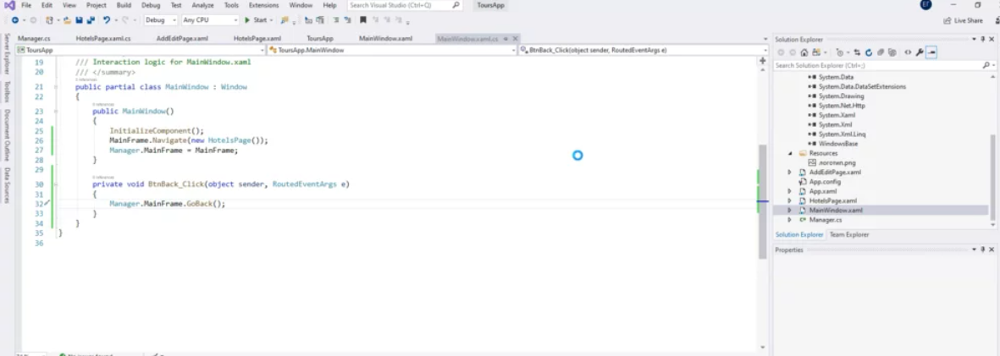 File Edit View Project Build Debug Test Analyze Tools Extensions Window Help Search Visual Studio (Ctrl+Q) ToursApp
Debug Any CPU Start Live Share
Manager.cs HotelsPage.xaml.cs AddEditPage.xaml HotelsPage.xaml ToursApp MainWindow.xaml MainWindow.xaml.cs
ToursApp ToursApp.MainWindow BtnBack_Click(object sender, RoutedEventArgs e)
Server Explorer
Toolbox
Document Outline
Data Sources
19 /// Interaction logic for MainWindow.xaml
20 /// </summary>
21 public partial class MainWindow : Window
22 {
23 public MainWindow()
24 {
25 InitializeComponent();
26 MainFrame.Navigate(new HotelsPage());
27 Manager.MainFrame = MainFrame;
28 }
29
30 private void BtnBack_Click(object sender, RoutedEventArgs e)
31 {
32 Manager.MainFrame.GoBack();
33 }
34 }
35 }
36
Solution Explorer
Search Solution Explorer (Ctrl+;)
System.Data
System.Data.DataSetExtensions
System.Drawing
System.Net.Http
System.Xaml
System.Xml
System.Xml.Linq
WindowsBase
Resources
логотип.png
AddEditPage.xaml
App.config
App.xaml
HotelsPage.xaml
MainWindow.xaml
Manager.cs
Solution Explorer Team Explorer
Properties